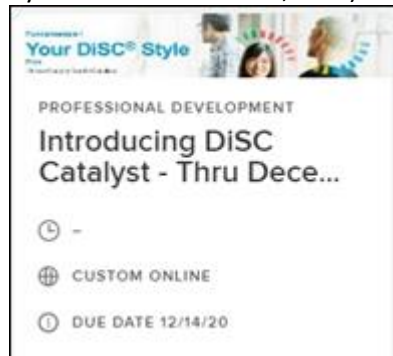 Your DiSC® Style
PROFESSIONAL DEVELOPMENT
Introducing DiSC
Catalyst - Thru Dece...
-
CUSTOM ONLINE
DUE DATE 12/14/20